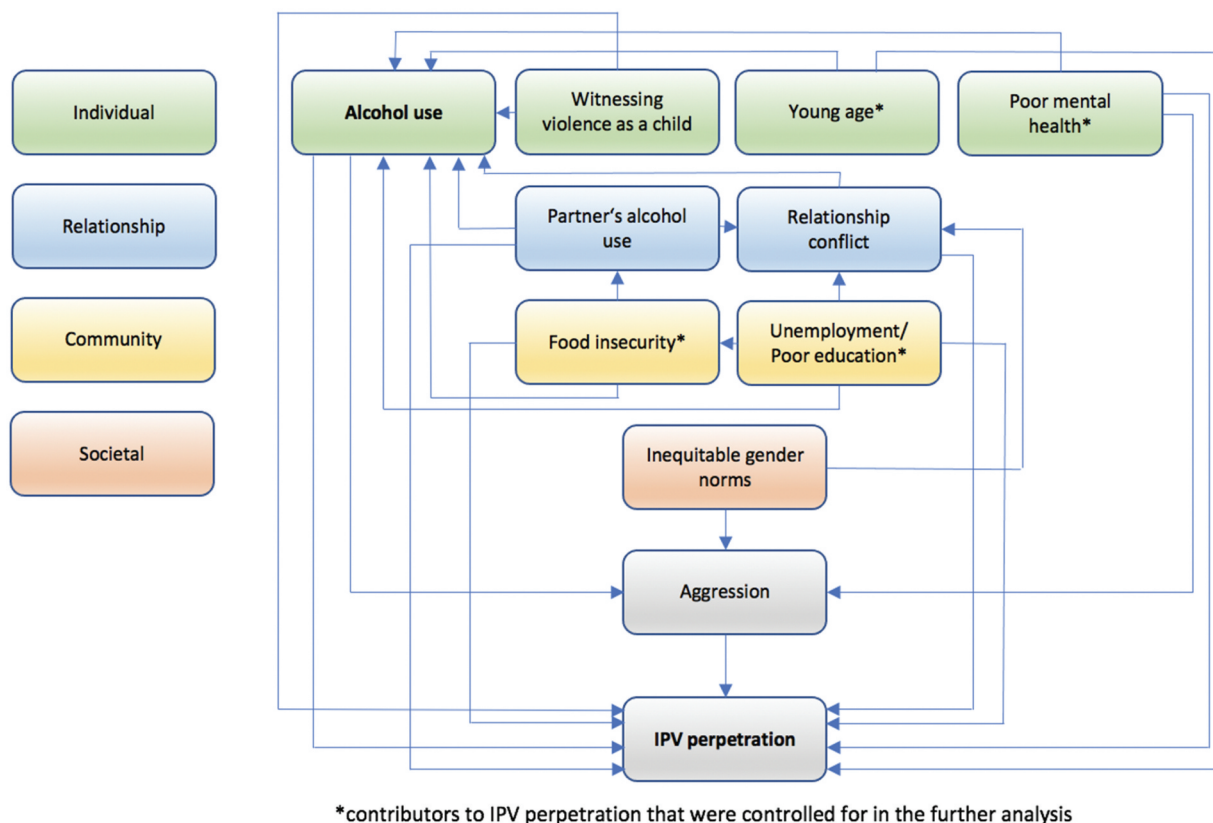 Individual
Relationship
Community
Societal
Alcohol use
Witnessing
violence as a child
Young age*
Poor mental
health*
Partner‘s alcohol
use
Relationship
conflict
Food insecurity*
Unemployment/
Poor education*
Inequitable gender
norms
Aggression
IPV perpetration
*contributors to IPV perpetration that were controlled for in the further analysis